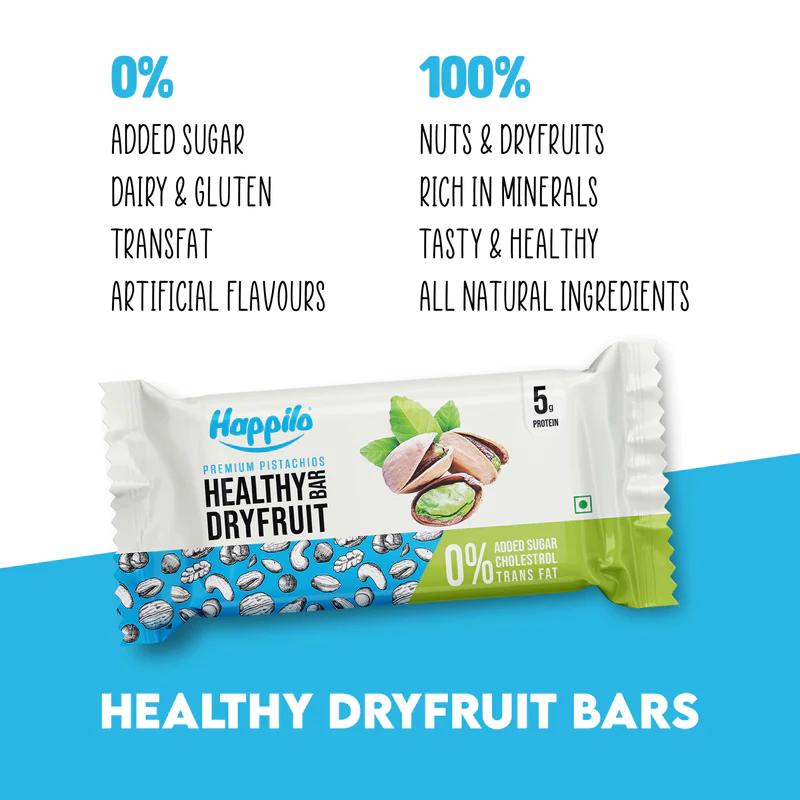 0%
ADDED SUGAR
DAIRY & GLUTEN
TRANSFAT
ARTIFICIAL FLAVOURS
100%
NUTS & DRYFRUITS
RICH IN MINERALS
TASTY & HEALTHY
ALL NATURAL INGREDIENTS
Happilo®
PREMIUM PISTACHIOS
HEALTHY BAR
DRYFRUIT
5g
PROTEIN
0% ADDED SUGAR
CHOLESTROL
TRANS FAT
HEALTHY DRYFRUIT BARS